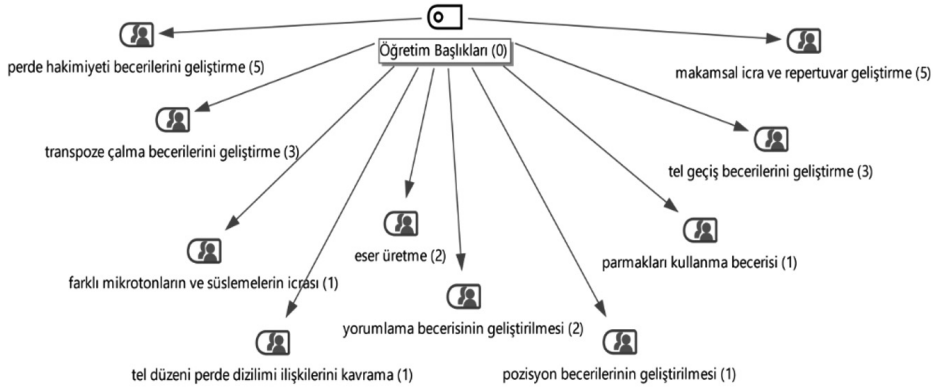 Öğretim Başlıkları (0)
perde hakimiyeti becerilerini geliştirme (5)
makamsal icra ve repertuvar geliştirme (5)
transpoze çalma becerilerini geliştirme (3)
tel geçiş becerilerini geliştirme (3)
eser üretme (2)
parmakları kullanma becerisi (1)
farklı mikrotonların ve süslemelerin icrası (1)
yorumlama becerisinin geliştirilmesi (2)
tel düzeni perde dizilimi ilişkilerini kavrama (1)
pozisyon becerilerinin geliştirilmesi (1)